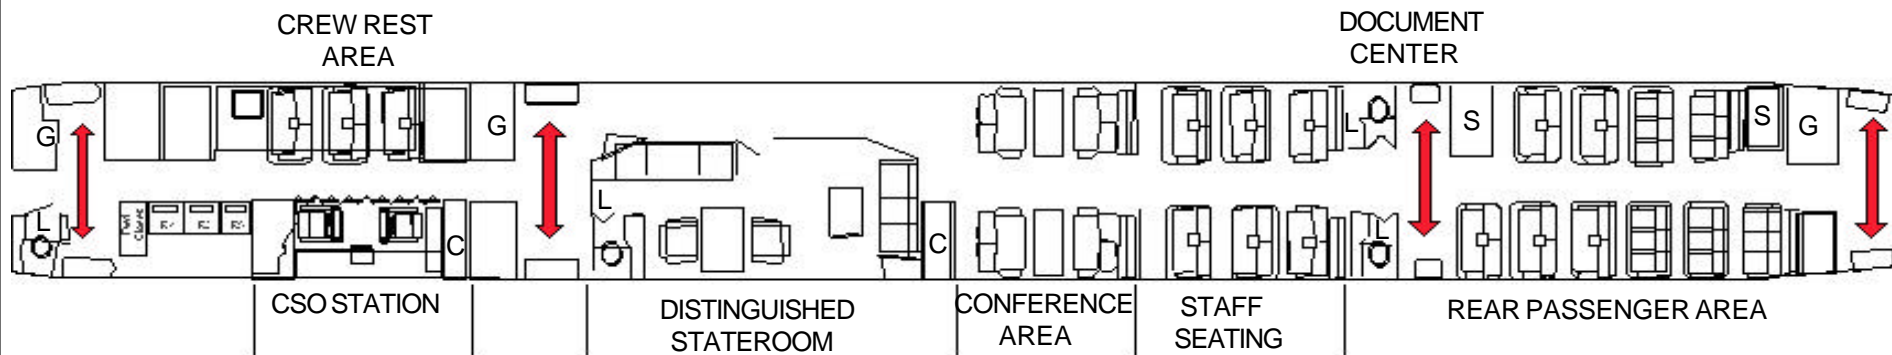 CREW REST
AREA
DOCUMENT
CENTER
G
G
L
S
S
G
L
C
L
C
L
CSO STATION
DISTINGUISHED
STATEROOM
CONFERENCE
AREA
STAFF
SEATING
REAR PASSENGER AREA